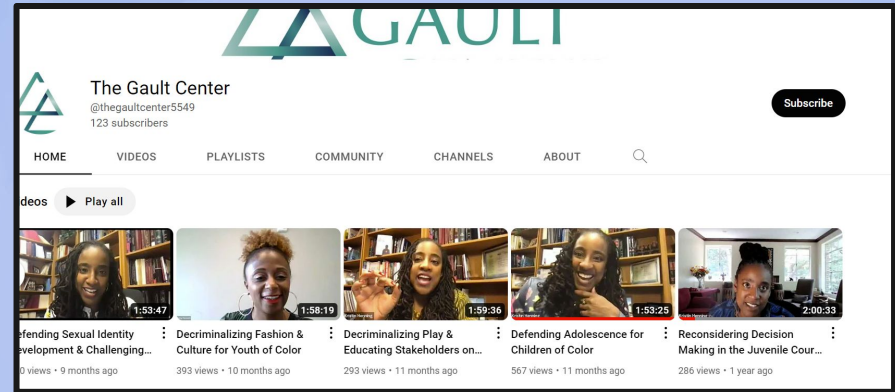 GAULT
The Gault Center
@thegaultcenter5549
123 subscribers
Subscribe
HOME VIDEOS PLAYLISTS COMMUNITY CHANNELS ABOUT
deos Play all
1:53:47 1:58:19 1:59:36 1:53:25 2:00:33
efending Sexual Identity Decriminalizing Fashion & Decriminalizing Play & Defending Adolescence for Reconsidering Decision
evelopment & Challenging... Culture for Youth of Color Educating Stakeholders on... Children of Color Making in the Juvenile Cour...
0 views • 9 months ago 393 views • 10 months ago 293 views • 11 months ago 567 views • 11 months ago 286 views • 1 year ago